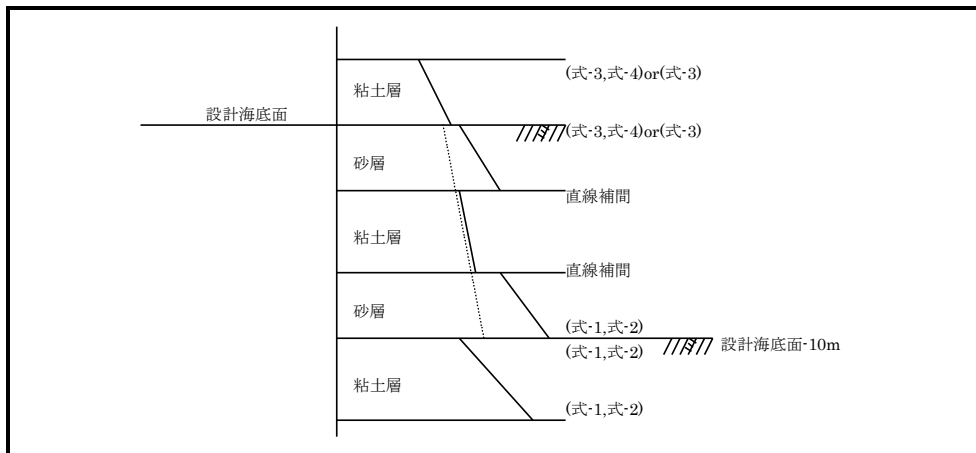 (式-3,式-4)or(式-3)
粘土層
設計海底面
(式-3,式-4)or(式-3)
砂層
直線補間
粘土層
直線補間
砂層
(式-1,式-2)
設計海底面-10m
(式-1,式-2)
粘土層
(式-1,式-2)